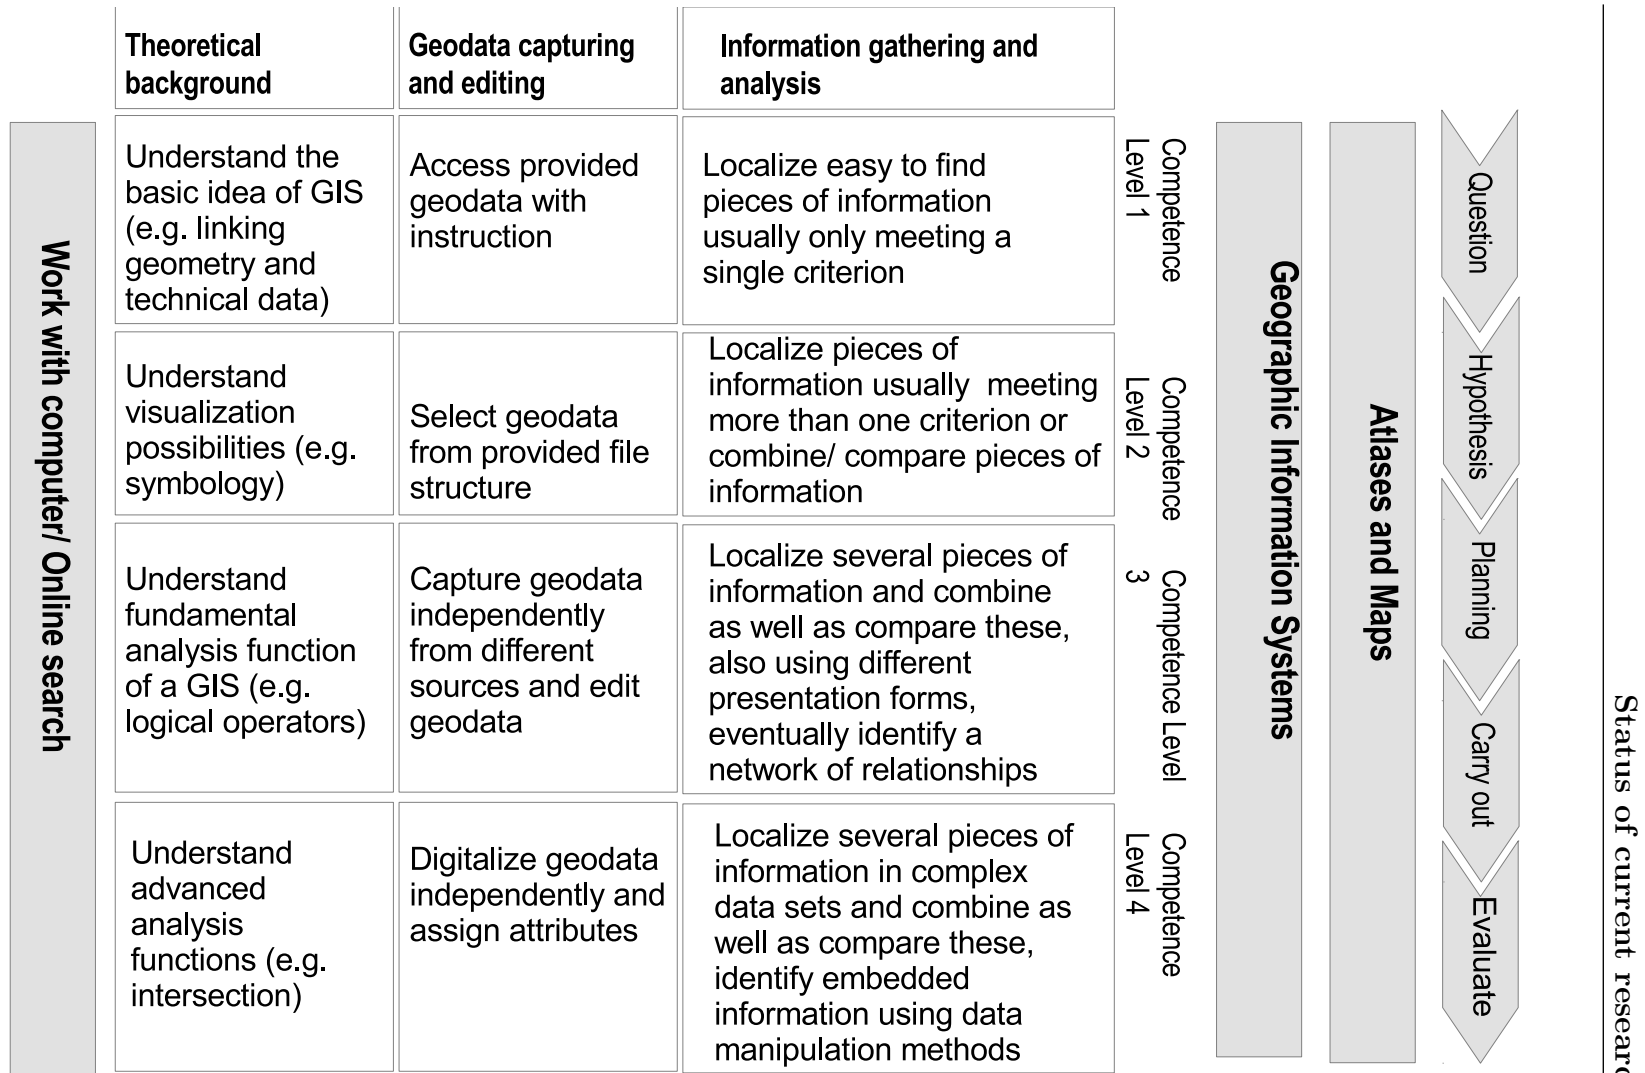 Theoretical
background
Geodata capturing
and editing
Information gathering and
analysis
Work with computer/ Online search
Understand the
basic idea of GIS
(e.g. linking
geometry and
technical data)
Access provided
geodata with
instruction
Localize easy to find
pieces of information
usually only meeting a
single criterion
Competence
Level 1
Understand
visualization
possibilities (e.g.
symbology)
Select geodata
from provided file
structure
Localize pieces of
information usually  meeting
more than one criterion or
combine/ compare pieces of
information
Competence
Level 2
Understand
fundamental
analysis function
of a GIS (e.g.
logical operators)
Capture geodata
independently
from different
sources and edit
geodata
Localize several pieces of
information and combine
as well as compare these,
also using different
presentation forms,
eventually identify a
network of relationships
Competence Level
3
Understand
advanced
analysis
functions (e.g.
intersection)
Digitalize geodata
independently and
assign attributes
Localize several pieces of
information in complex
data sets and combine as
well as compare these,
identify embedded
information using data
manipulation methods
Competence
Level 4
Geographic Information Systems
Atlases and Maps
Question
Hypothesis
Planning
Carry out
Evaluate
Status of current